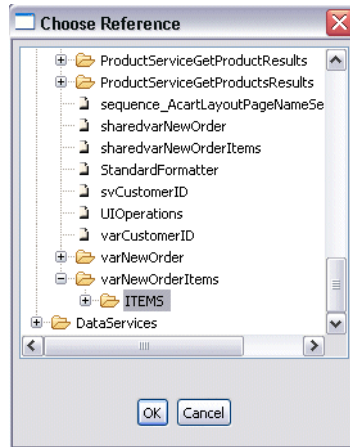 Choose Reference
ProductServiceGetProductResults
ProductServiceGetProductsResults
sequence_AcartLayoutPageNameSe
sharedvarNewOrder
sharedvarNewOrderItems
StandardFormatter
svCustomerID
UIOperations
varCustomerID
varNewOrder
varNewOrderItems
ITEMS
DataServices
OK Cancel